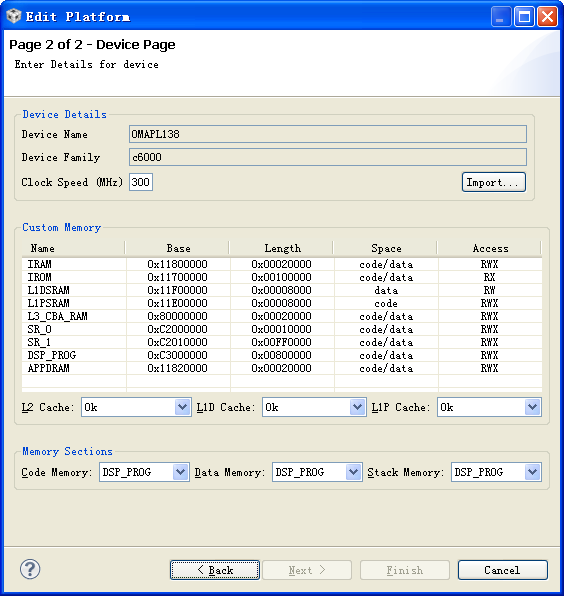 Edit Platform
Page 2 of 2 - Device Page
Enter Details for device
Device Details
Device Name OMAPL138
Device Family c6000
Clock Speed (MHz) 300 Import...
Custom Memory
Name Base Length Space Access
IRAM 0x11800000 0x00020000 code/data RWX
IROM 0x11700000 0x00100000 code/data RX
L1DSRAM 0x11F00000 0x00008000 data RW
L1PSRAM 0x11E00000 0x00008000 code RWX
L3_CBA_RAM 0x80000000 0x00020000 code/data RWX
SR_0 0xC2000000 0x00010000 code/data RWX
SR_1 0xC2010000 0x00FF0000 code/data RWX
DSP_PROG 0xC3000000 0x00800000 code/data RWX
APPDRAM 0x11820000 0x00020000 code/data RWX
L2 Cache: 0k L1D Cache: 0k L1P Cache: 0k
Memory Sections
Code Memory: DSP_PROG Data Memory: DSP_PROG Stack Memory: DSP_PROG
? < Back Next > Finish Cancel